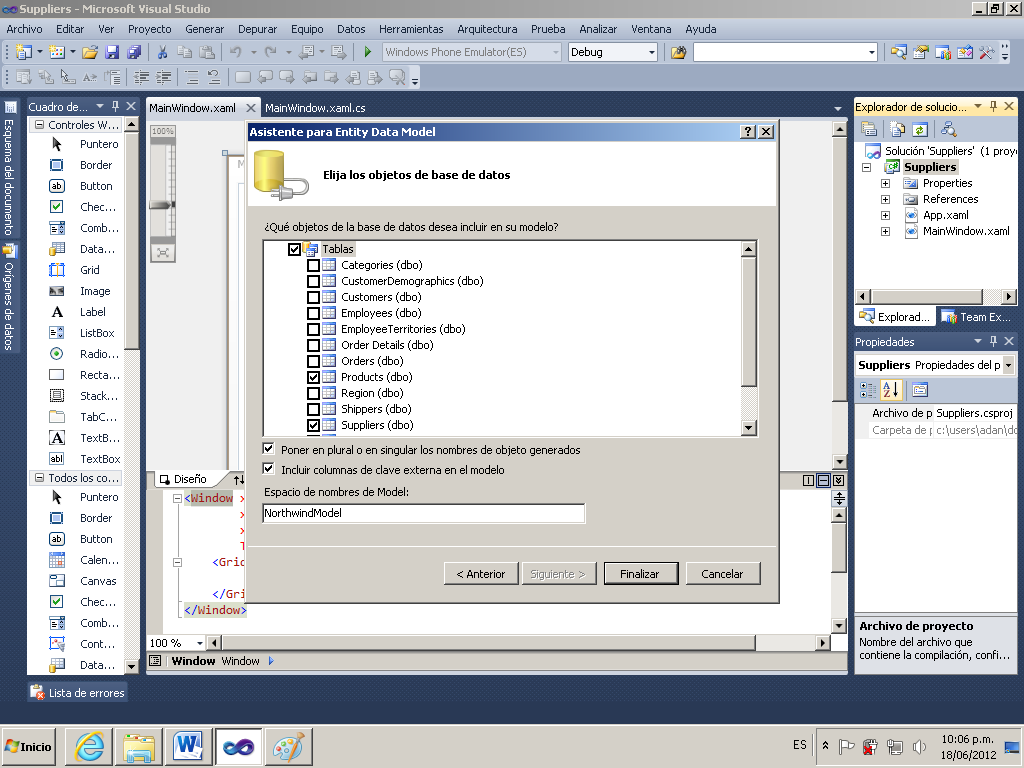 Suppliers - Microsoft Visual Studio
Archivo Editar Ver Proyecto Generar Depurar Equipo Datos Herramientas Arquitectura Prueba Analizar Ventana Ayuda
Windows Phone Emulator(ES) Debug
Esquema del documento
Orígenes de datos
Cuadro de...
Controles W...
Puntero
Border
Button
Chec...
Comb...
Data...
Grid
Image
Label
ListBox
Radio...
Recta...
Stack...
TabC...
TextB...
TextBox
Todos los co...
Puntero
Border
Button
Calen...
Canvas
Chec...
Comb...
Cont...
Data...
MainWindow.xaml MainWindow.xaml.cs
100%
Asistente para Entity Data Model
Elija los objetos de base de datos
¿Qué objetos de la base de datos desea incluir en su modelo?
Tablas
Categories (dbo)
CustomerDemographics (dbo)
Customers (dbo)
Employees (dbo)
EmployeeTerritories (dbo)
Order Details (dbo)
Orders (dbo)
Products (dbo)
Region (dbo)
Shippers (dbo)
Suppliers (dbo)
Poner en plural o en singular los nombres de objeto generados
Incluir columnas de clave externa en el modelo
Espacio de nombres de Model:
NorthwindModel
< Anterior Siguiente > Finalizar Cancelar
Diseño
<Window
<Grid
</Gri
</Window>
100 %
Window Window
Explorador de solucio...
Solución 'Suppliers' (1 proye
Suppliers
Properties
References
App.xaml
MainWindow.xaml
Explorad... Team Ex...
Propiedades
Suppliers Propiedades del p
Archivo de p Suppliers.csproj
Carpeta de p c:\users\adan\do
Archivo de proyecto
Nombre del archivo que
contiene la compilación, confi...
Lista de errores
Inicio
ES
10:06 p.m.
18/06/2012